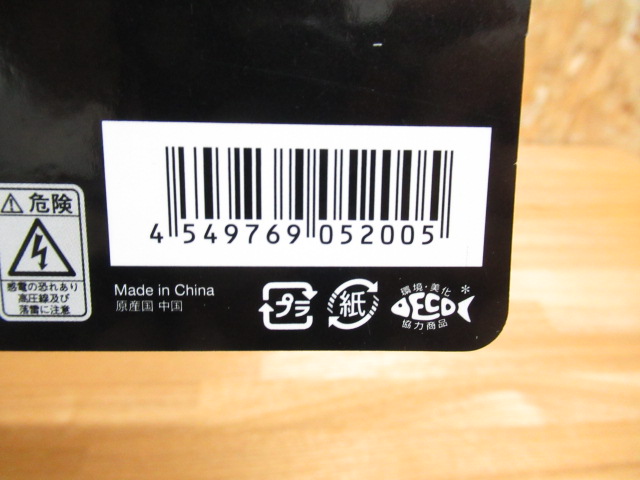 4 549769 052005
⚠危険
感電の恐れあり
高圧線及び
落雷に注意
Made in China
原産国 中国
プラ
紙
環境・美化
ECO
協力商品
*